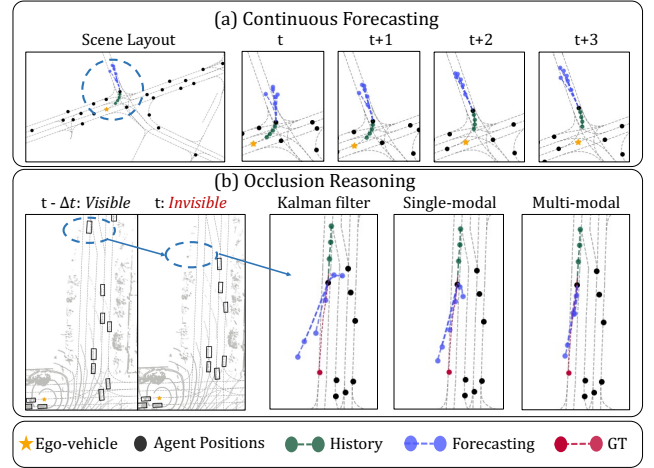 (a) Continuous Forecasting
Scene Layout t t+1 t+2 t+3
(b) Occlusion Reasoning
t - Δt: Visible t: Invisible Kalman filter Single-modal Multi-modal
Ego-vehicle Agent Positions History Forecasting GT